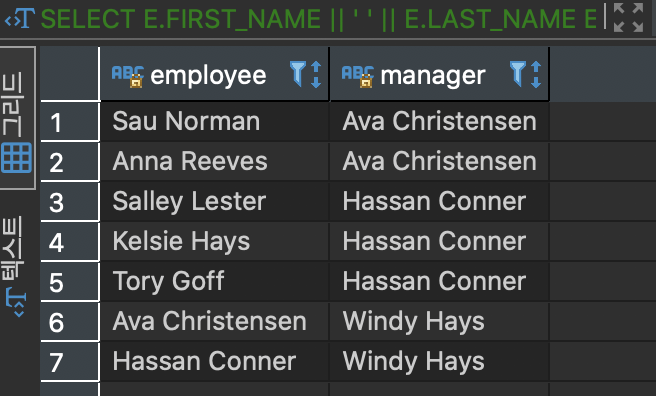 SELECT E.FIRST_NAME || ' ' || E.LAST_NAME E
그리드
텍스트
employee manager
1 Sau Norman Ava Christensen
2 Anna Reeves Ava Christensen
3 Salley Lester Hassan Conner
4 Kelsie Hays Hassan Conner
5 Tory Goff Hassan Conner
6 Ava Christensen Windy Hays
7 Hassan Conner Windy Hays